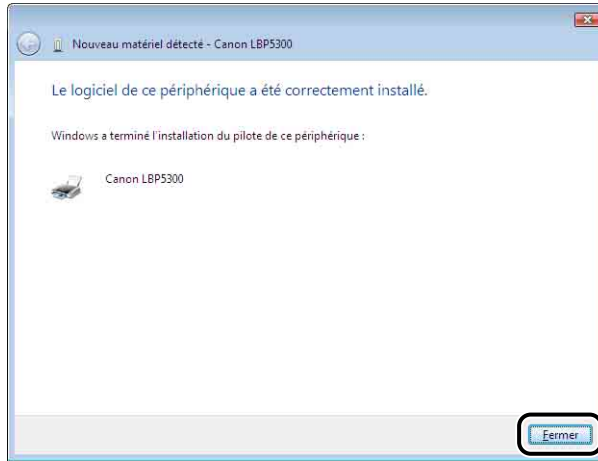 Nouveau matériel détecté - Canon LBP5300
Le logiciel de ce périphérique a été correctement installé.
Windows a terminé l'installation du pilote de ce périphérique :
Canon LBP5300
Fermer